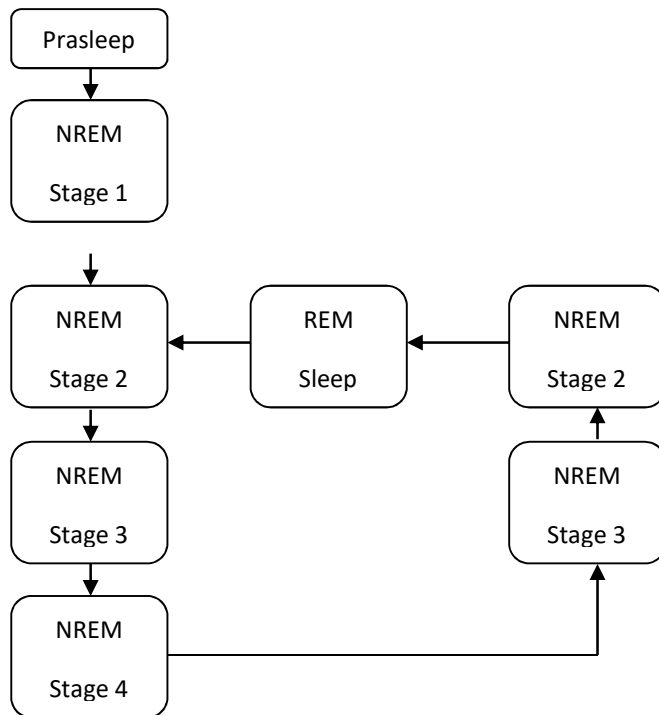 Prasleep
NREM
Stage 1
NREM
Stage 2
REM
Sleep
NREM
Stage 2
NREM
Stage 3
NREM
Stage 3
NREM
Stage 4